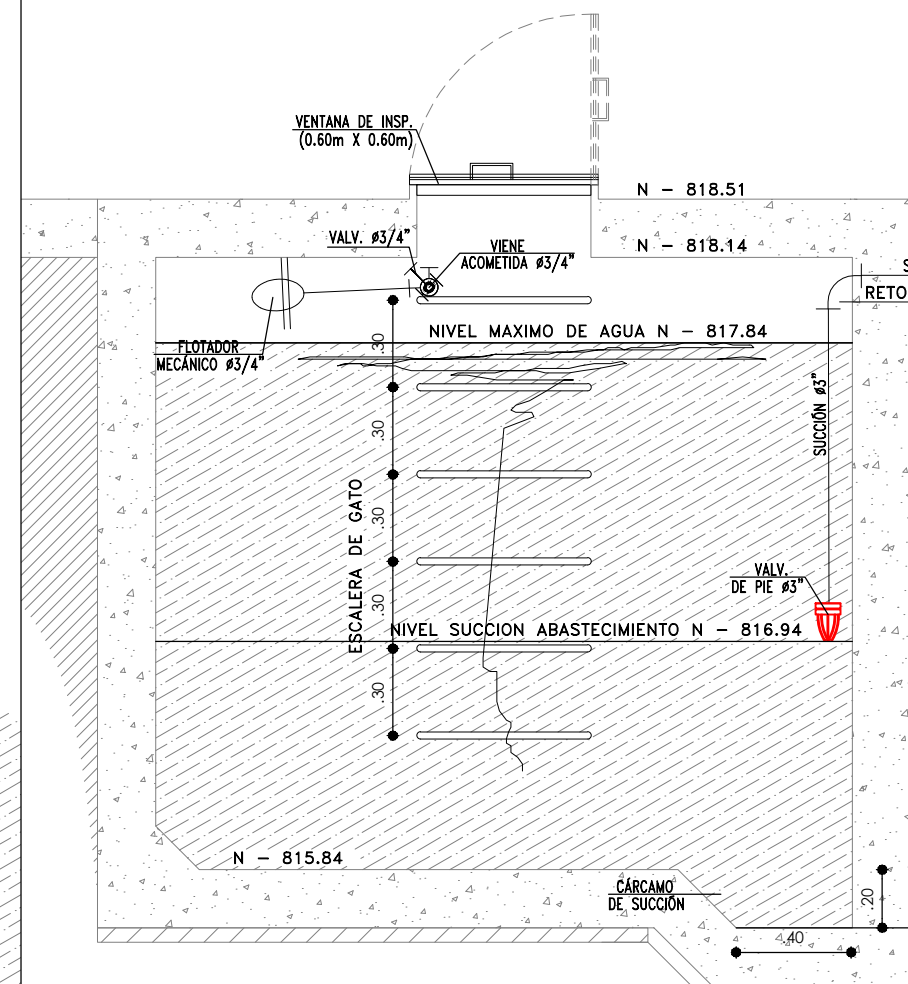 VENTANA DE INSP.
(0.60m X 0.60m)
N - 818.51
VALV. ø3/4"
VIENE
ACOMETIDA ø3/4"
N - 818.14
S
RETO
NIVEL MAXIMO DE AGUA N - 817.84
FLOTADOR
MECÁNICO ø3/4"
.30
.30
.30
.30
.30
ESCALERA DE GATO
SUCCIÓN ø3"
VALV.
DE PIE ø3"
NIVEL SUCCION ABASTECIMIENTO N - 816.94
N - 815.84
CÁRCAMO
DE SUCCIÓN
.20
.40